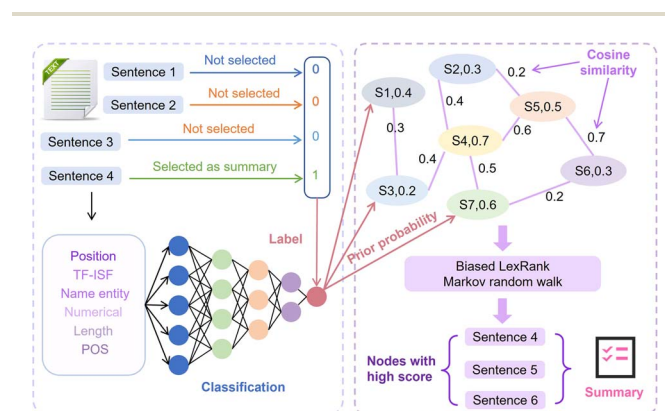 TEXT
Sentence 1
Not selected
0
Sentence 2
Not selected
0
Sentence 3
Not selected
0
Sentence 4
Selected as summary
1
Label
Position
TF-ISF
Name entity
Numerical
Length
POS
Classification
Prior probability
Cosine
similarity
S1,0.4
S2,0.3
0.2
S5,0.5
0.4
0.3
S4,0.7
0.6
0.7
0.4
S3,0.2
0.5
S6,0.3
S7,0.6
0.2
Biased LexRank
Markov random walk
Nodes with
high score
Sentence 4
Sentence 5
Sentence 6
Summary